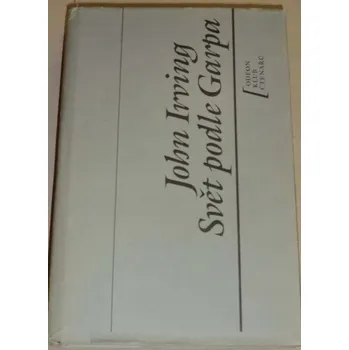 John Irving
Svět podle Garpa
ODEON
KLUB
ČTENÁŘŮ